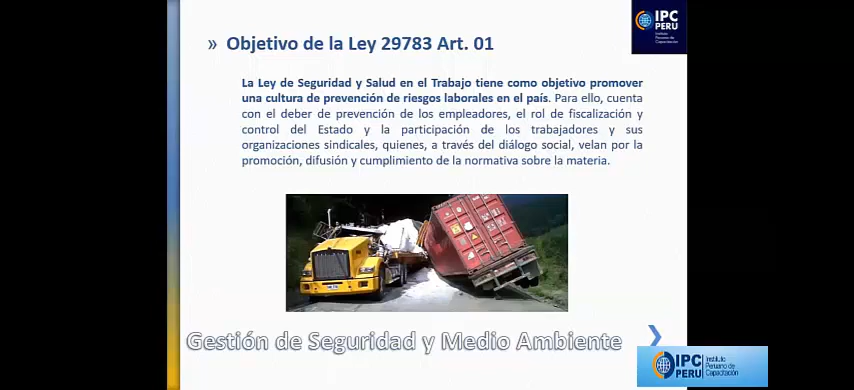 » Objetivo de la Ley 29783 Art. 01
IPC
PERU
Instituto
Peruano de
Capacitación
La Ley de Seguridad y Salud en el Trabajo tiene como objetivo promover
una cultura de prevención de riesgos laborales en el país. Para ello, cuenta
con el deber de prevención de los empleadores, el rol de fiscalización y
control del Estado y la participación de los trabajadores y sus
organizaciones sindicales, quienes, a través del diálogo social, velan por la
promoción, difusión y cumplimiento de la normativa sobre la materia.
Gestión de Seguridad y Medio Ambiente
IPC
PERU
Instituto
Peruano de
Capacitación